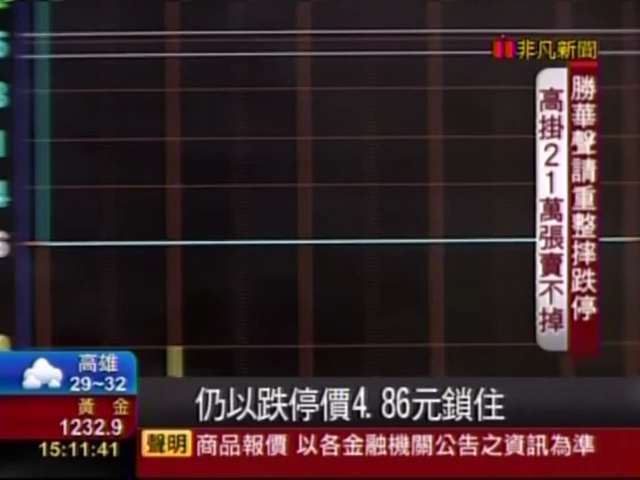 非凡新聞
勝華聲請重整摔跌停
高掛21萬張賣不掉
高雄
29~32
黃金
1232.9
15:11:41
仍以跌停價4.86元鎖住
聲明 商品報價 以各金融機關公告之資訊為準